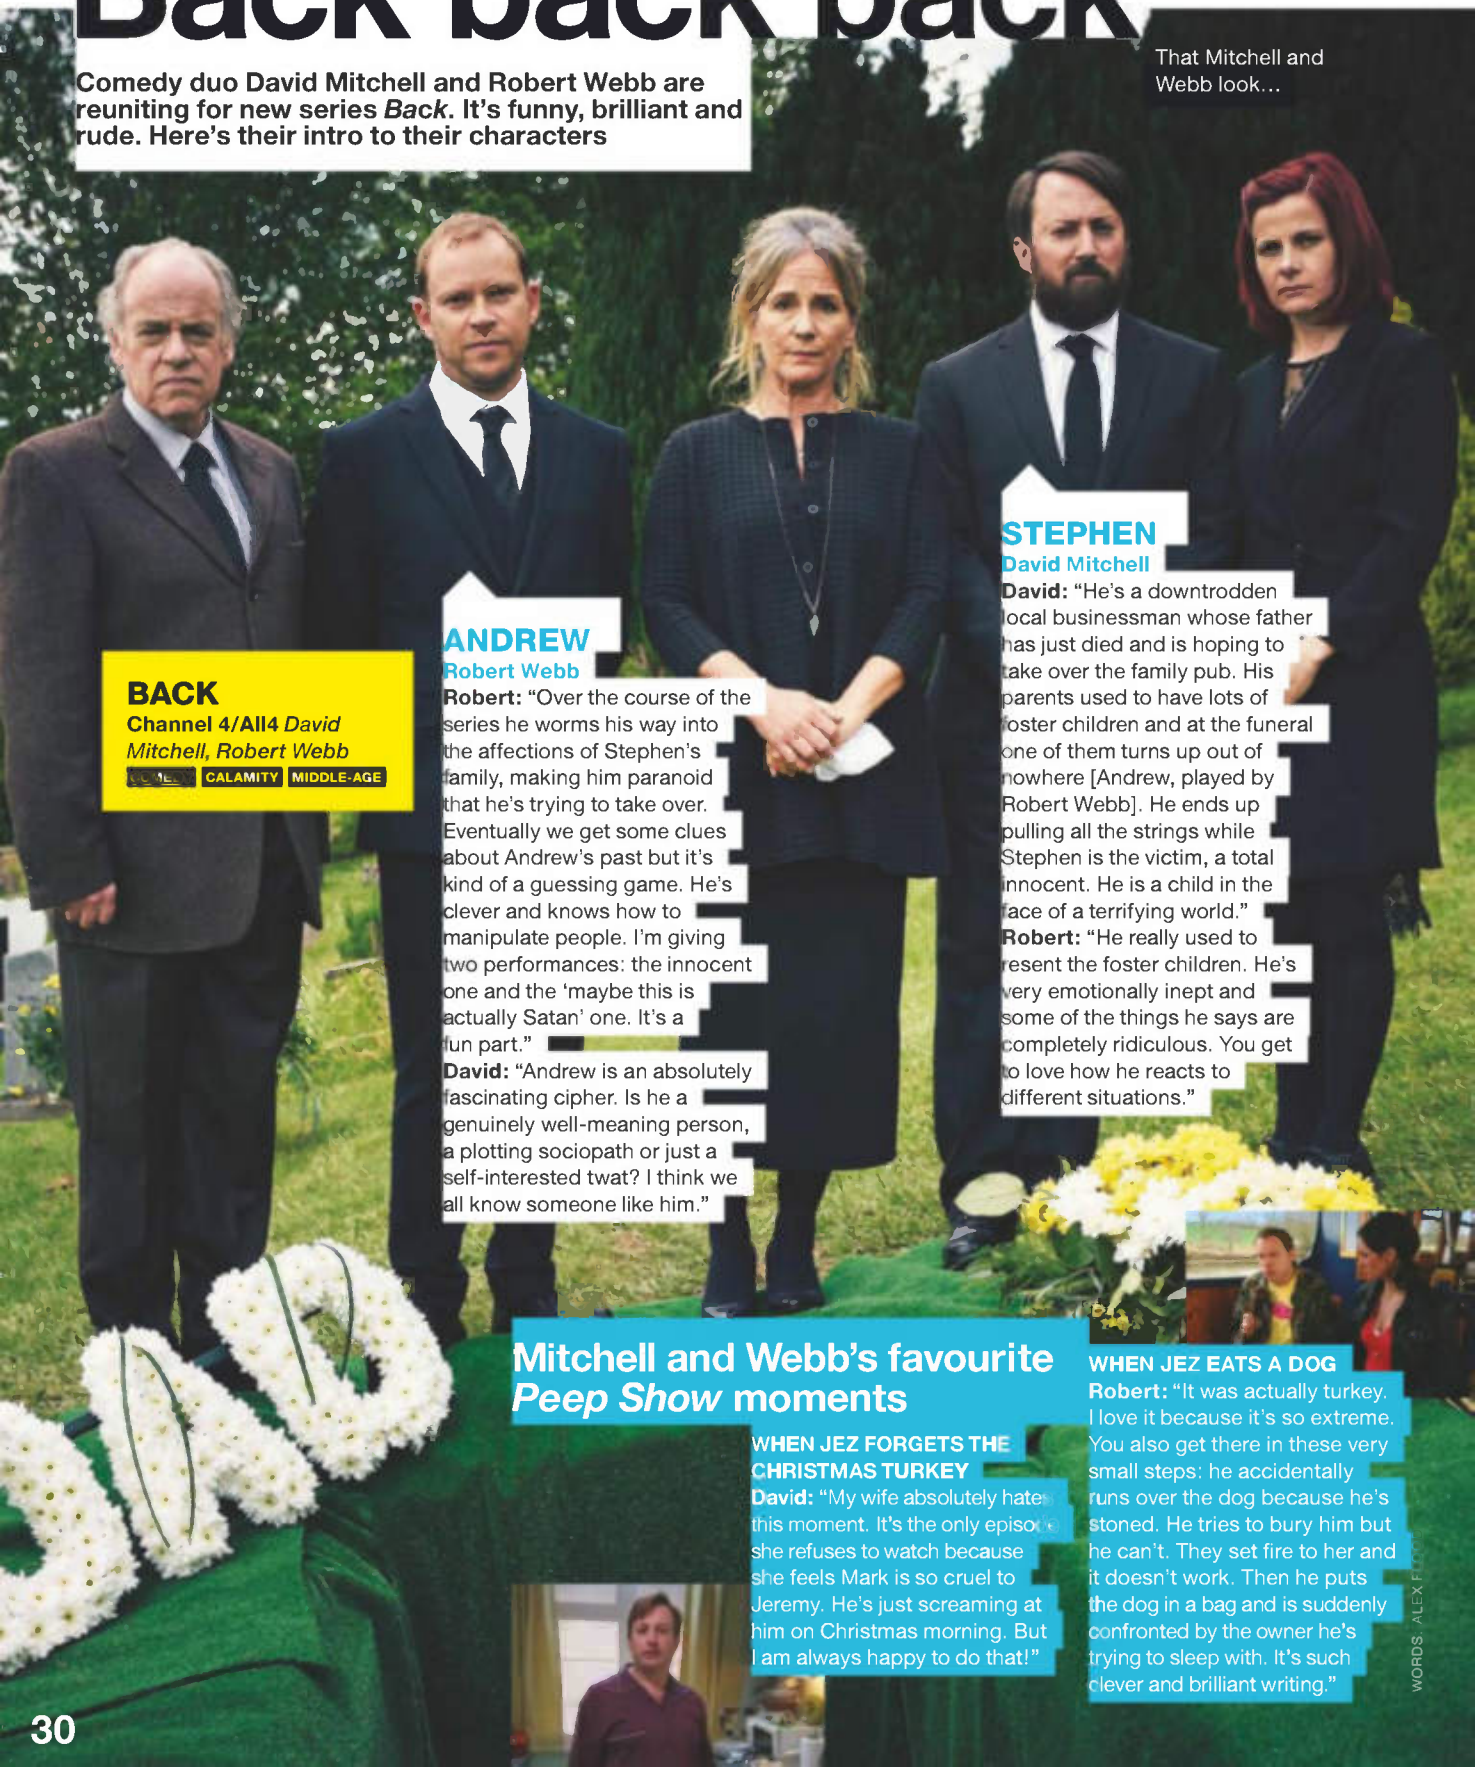 Back back back
Comedy duo David Mitchell and Robert Webb are
reuniting for new series Back. It's funny, brilliant and
rude. Here's their intro to their characters
That Mitchell and
Webb look...
BACK
Channel 4/All4 David
Mitchell, Robert Webb
CALAMITY MIDDLE-AGE
ANDREW
Robert Webb
Robert: “Over the course of the
series he worms his way into
the affections of Stephen's
family, making him paranoid
that he's trying to take over.
Eventually we get some clues
about Andrew's past but it's
kind of a guessing game. He's
clever and knows how to
manipulate people. I'm giving
two performances: the innocent
one and the ‘maybe this is
actually Satan’ one. It's a
fun part.”
David: “Andrew is an absolutely
fascinating cipher. Is he a
genuinely well-meaning person,
a plotting sociopath or just a
self-interested twat? I think we
all know someone like him.”
STEPHEN
David Mitchell
David: “He's a downtrodden
local businessman whose father
has just died and is hoping to
take over the family pub. His
parents used to have lots of
foster children and at the funeral
one of them turns up out of
nowhere [Andrew, played by
Robert Webb]. He ends up
pulling all the strings while
Stephen is the victim, a total
innocent. He is a child in the
face of a terrifying world.”
Robert: “He really used to
resent the foster children. He's
very emotionally inept and
some of the things he says are
completely ridiculous. You get
to love how he reacts to
different situations.”
DAD
Mitchell and Webb's favourite
Peep Show moments
WHEN JEZ FORGETS THE
CHRISTMAS TURKEY
David: “My wife absolutely hates
this moment. It's the only episode
she refuses to watch because
she feels Mark is so cruel to
Jeremy. He's just screaming at
him on Christmas morning. But
I am always happy to do that!”
WHEN JEZ EATS A DOG
Robert: “It was actually turkey.
I love it because it's so extreme.
You also get there in these very
small steps: he accidentally
runs over the dog because he's
stoned. He tries to bury him but
he can't. They set fire to her and
it doesn't work. Then he puts
the dog in a bag and is suddenly
confronted by the owner he's
trying to sleep with. It's such
clever and brilliant writing.”
WORDS: ALEX
30